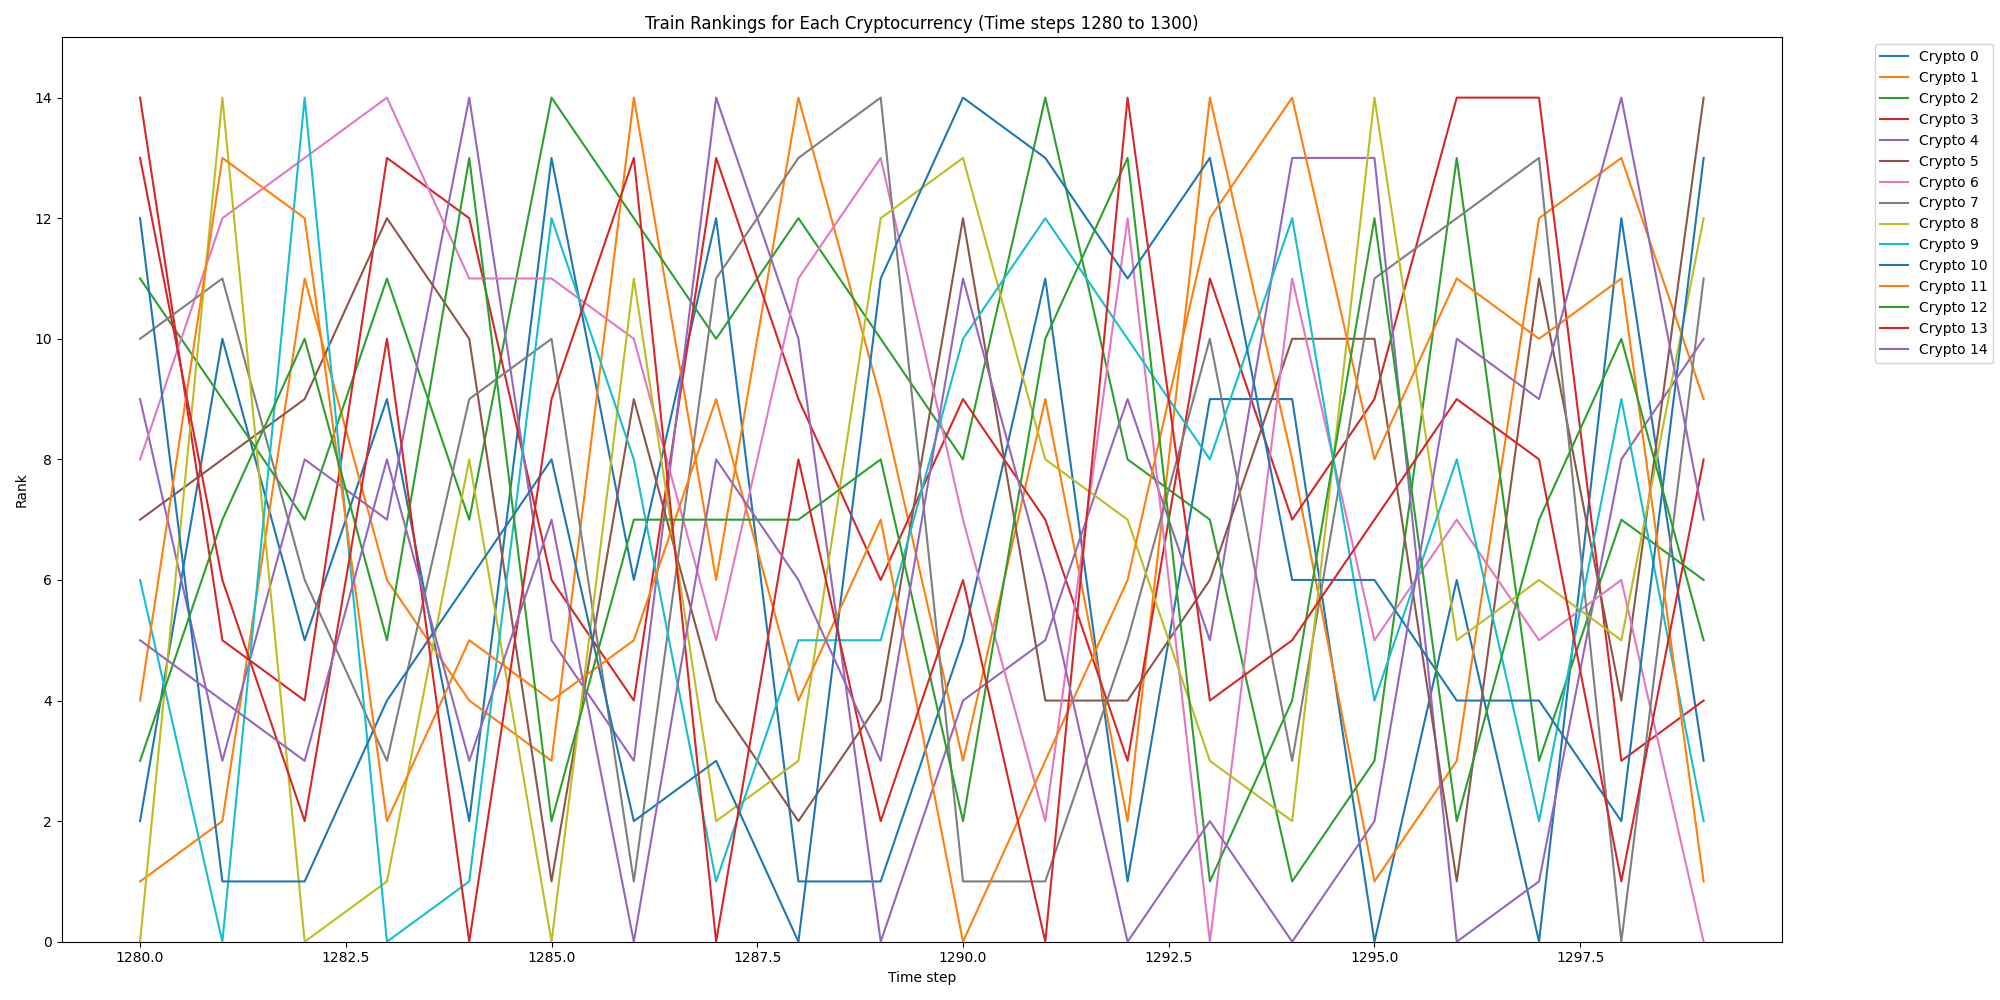 Train Rankings for Each Cryptocurrency (Time steps 1280 to 1300)
Rank
14
12
10
8
6
4
2
0
1280.0
1282.5
1285.0
1287.5
1290.0
1292.5
1295.0
1297.5
Time step
Crypto 0
Crypto 1
Crypto 2
Crypto 3
Crypto 4
Crypto 5
Crypto 6
Crypto 7
Crypto 8
Crypto 9
Crypto 10
Crypto 11
Crypto 12
Crypto 13
Crypto 14